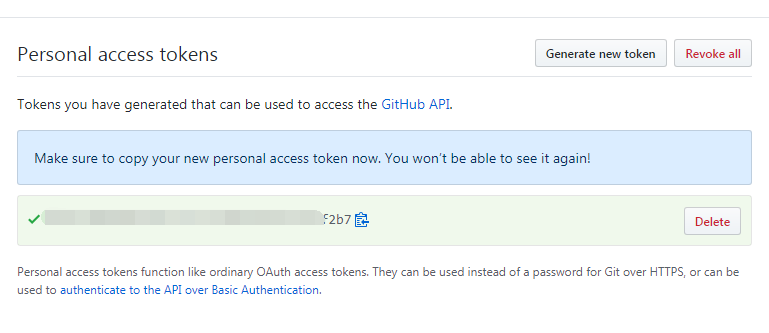 Personal access tokens
Generate new token
Revoke all
Tokens you have generated that can be used to access the GitHub API.
Make sure to copy your new personal access token now. You won't be able to see it again!
f2b7
Delete
Personal access tokens function like ordinary OAuth access tokens. They can be used instead of a password for Git over HTTPS, or can be
used to authenticate to the API over Basic Authentication.